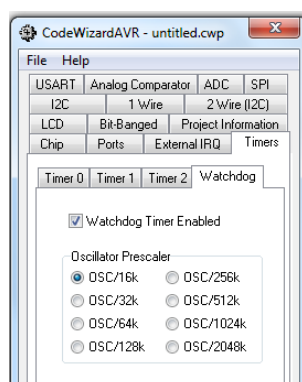 CodeWizardAVR - untitled.cwp
File Help
USART Analog Comparator ADC SPI
I2C 1 Wire 2 Wire (I2C)
LCD Bit-Banged Project Information
Chip Ports External IRQ Timers
Timer 0 Timer 1 Timer 2 Watchdog
Watchdog Timer Enabled
Oscillator Prescaler
OSC/16k OSC/256k
OSC/32k OSC/512k
OSC/64k OSC/1024k
OSC/128k OSC/2048k